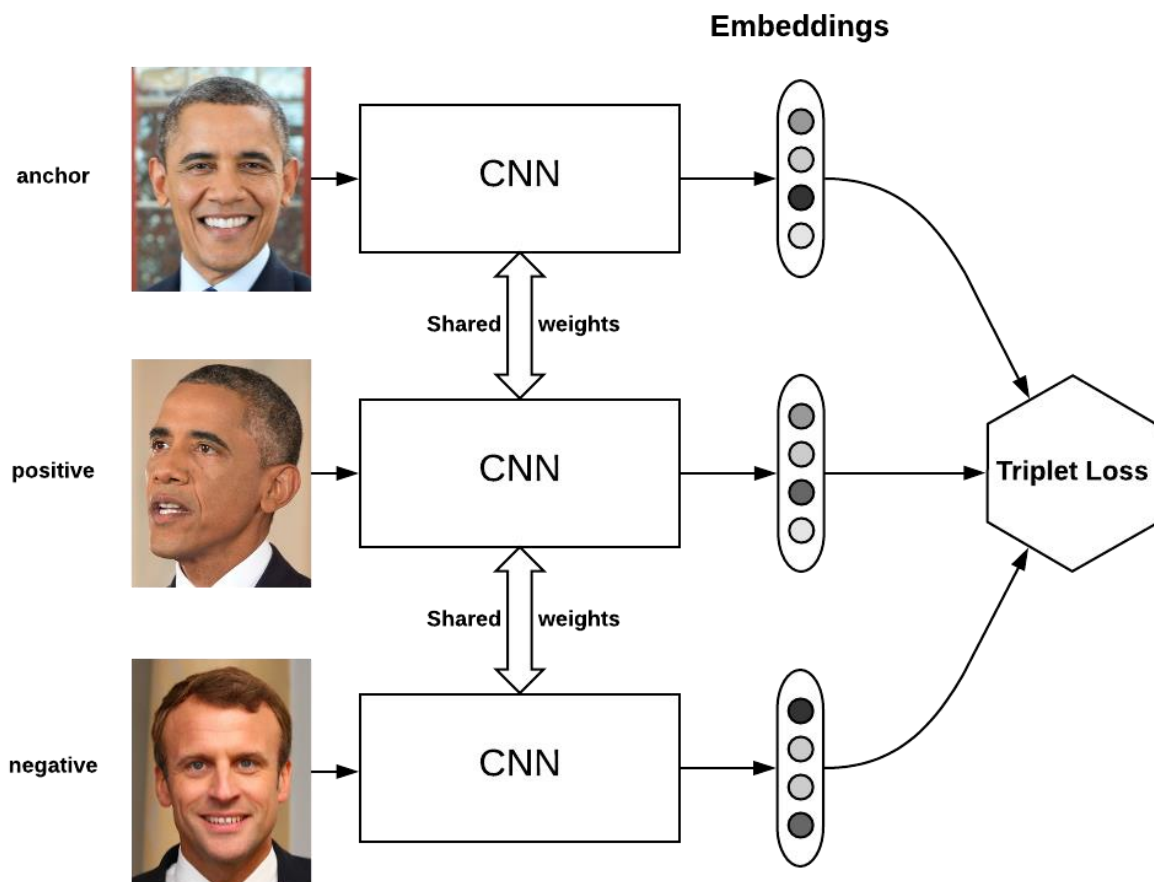 Embeddings
anchor
CNN
Shared weights
positive
CNN
Triplet Loss
Shared weights
negative
CNN